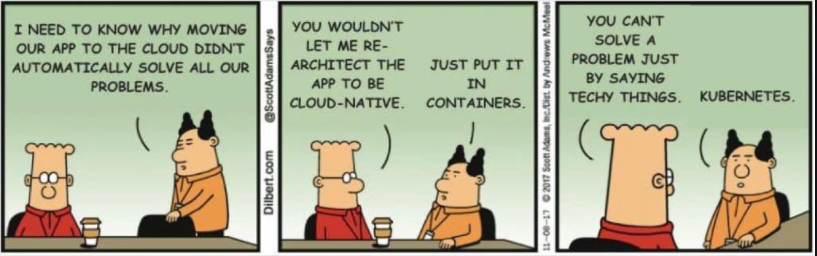 I NEED TO KNOW WHY MOVING
OUR APP TO THE CLOUD DIDN'T
AUTOMATICALLY SOLVE ALL OUR
PROBLEMS.
Dilbert.com @ScottAdamsSays
YOU WOULDN'T
LET ME RE-
ARCHITECT THE
APP TO BE
CLOUD-NATIVE.
JUST PUT IT
IN
CONTAINERS.
11-08-17 © 2017 Scott Adams, Inc./Dist. by Andrews McMeel
YOU CAN'T
SOLVE A
PROBLEM JUST
BY SAYING
TECHY THINGS.
KUBERNETES.